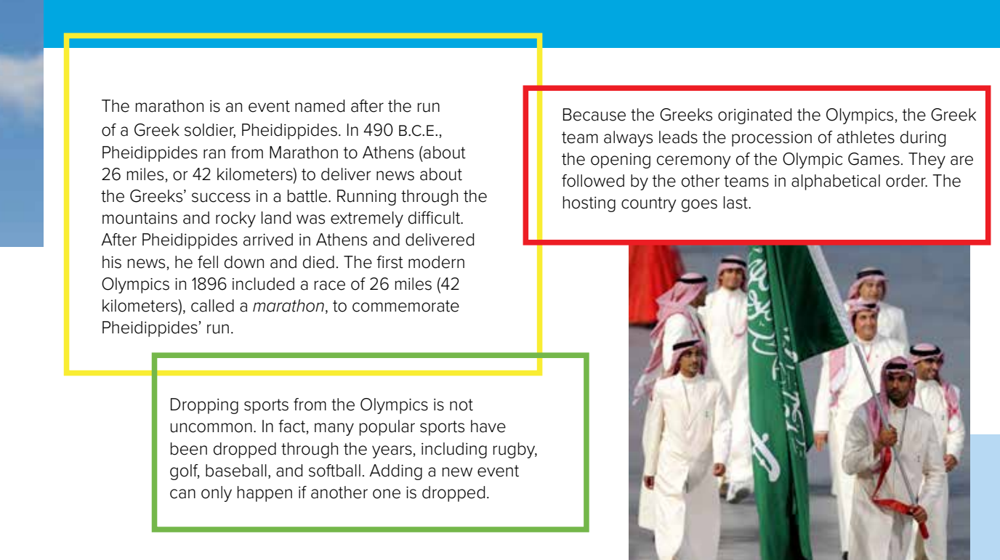 The marathon is an event named after the run
of a Greek soldier, Pheidippides. In 490 B.C.E.,
Pheidippides ran from Marathon to Athens (about
26 miles, or 42 kilometers) to deliver news about
the Greeks’ success in a battle. Running through the
mountains and rocky land was extremely difficult.
After Pheidippides arrived in Athens and delivered
his news, he fell down and died. The first modern
Olympics in 1896 included a race of 26 miles (42
kilometers), called a marathon, to commemorate
Pheidippides’ run.
Because the Greeks originated the Olympics, the Greek
team always leads the procession of athletes during
the opening ceremony of the Olympic Games. They are
followed by the other teams in alphabetical order. The
hosting country goes last.
Dropping sports from the Olympics is not
uncommon. In fact, many popular sports have
been dropped through the years, including rugby,
golf, baseball, and softball. Adding a new event
can only happen if another one is dropped.